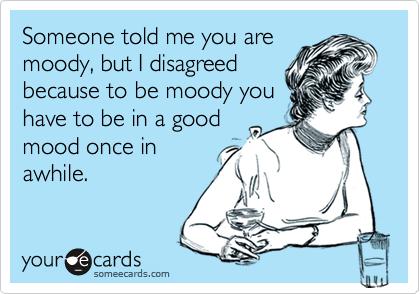 Someone told me you are
moody, but I disagreed
because to be moody you
have to be in a good
mood once in
awhile.
your e cards
someecards.com